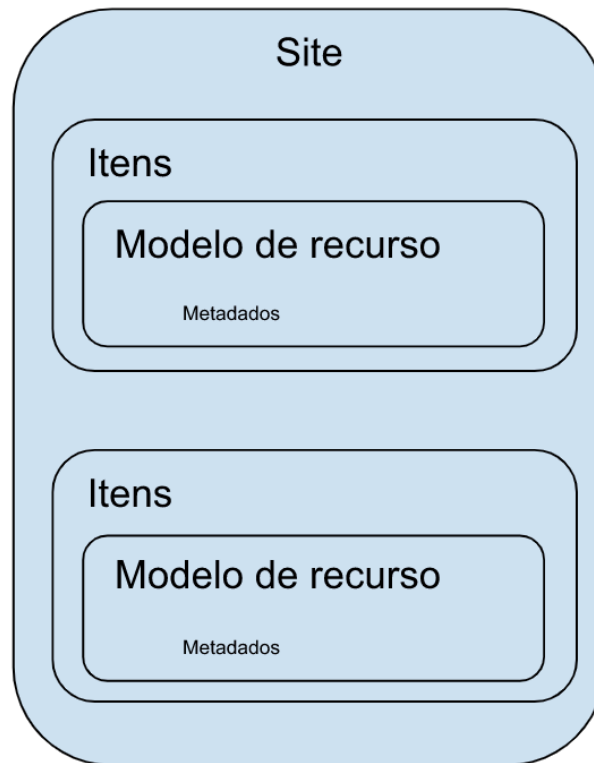 Site
Itens
Modelo de recurso
Metadados
Itens
Modelo de recurso
Metadados